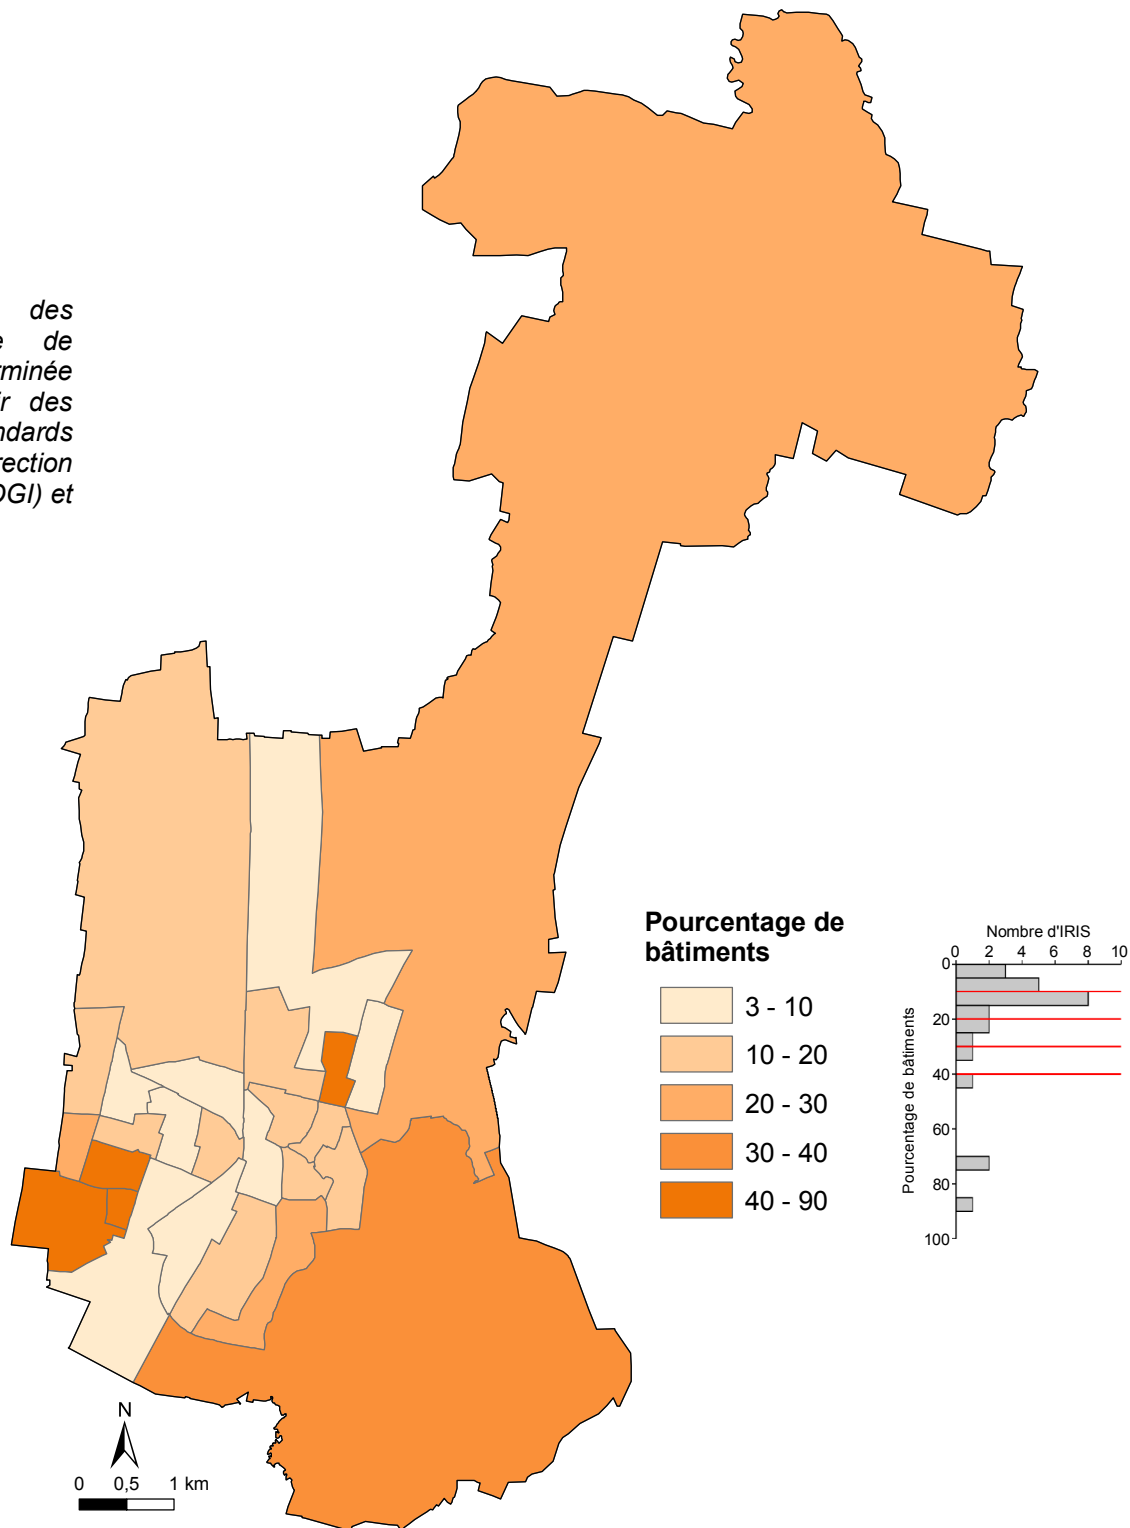 des
de
rminée
r des
ndards
rection
OGI) et
Pourcentage de
bâtiments
3 - 10
10 - 20
20 - 30
30 - 40
40 - 90
Nombre d'IRIS
0 2 4 6 8 10
Pourcentage de bâtiments
0
20
40
60
80
100
N
0 0,5 1 km